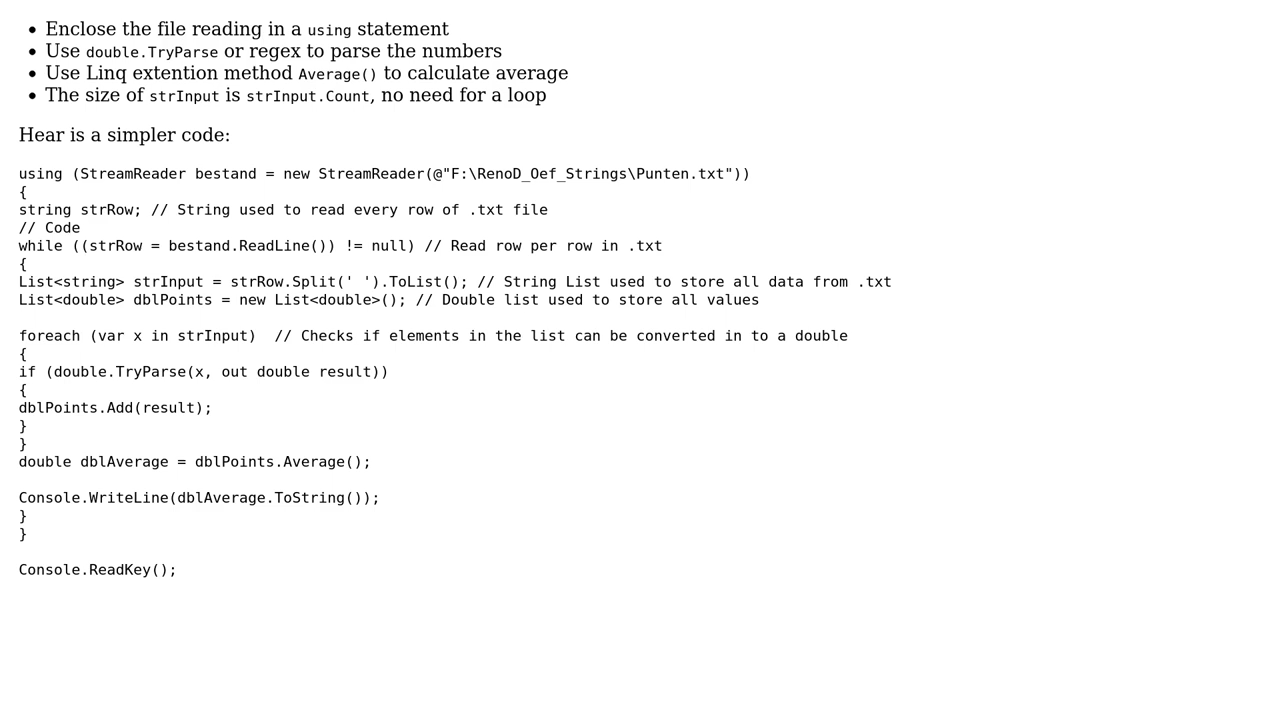 Enclose the file reading in a using statement
Use double.TryParse or regex to parse the numbers
Use Linq extention method Average() to calculate average
The size of strInput is strInput.Count, no need for a loop
Hear is a simpler code:
using (StreamReader bestand = new StreamReader(@"F:\RenoD_Oef_Strings\Punten.txt"))
{
string strRow; // String used to read every row of .txt file
// Code
while ((strRow = bestand.ReadLine()) != null) // Read row per row in .txt
{
List<string> strInput = strRow.Split(' ').ToList(); // String List used to store all data from .txt
List<double> dblPoints = new List<double>(); // Double list used to store all values
foreach (var x in strInput)  // Checks if elements in the list can be converted in to a double
{
if (double.TryParse(x, out double result))
{
dblPoints.Add(result);
}
}
double dblAverage = dblPoints.Average();
Console.WriteLine(dblAverage.ToString());
}
}
Console.ReadKey();